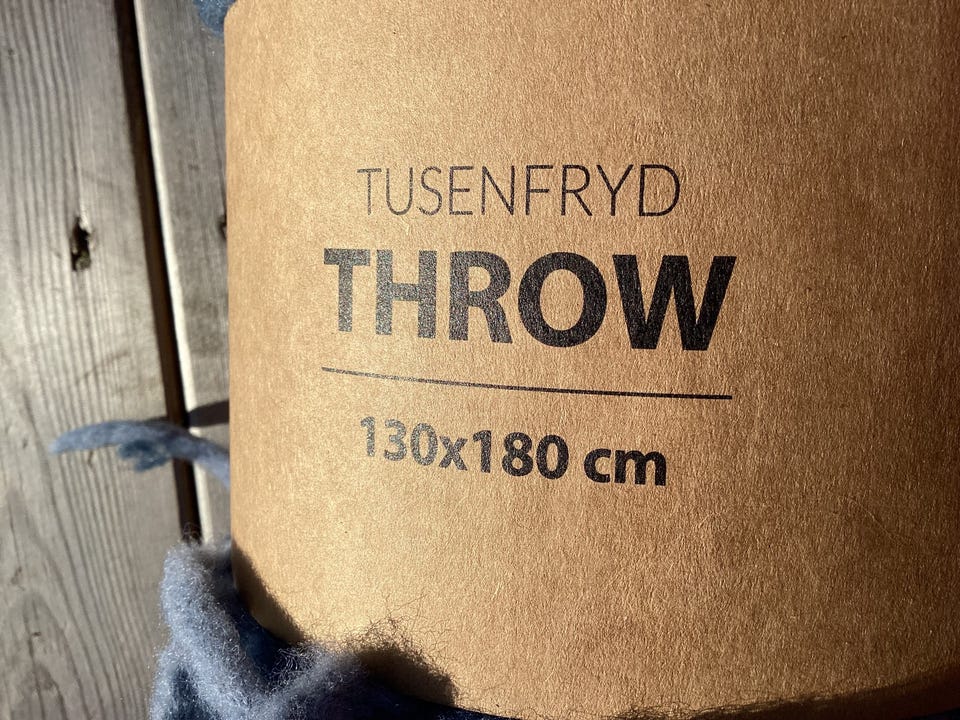 TUSENFRYD
THROW
130x180 cm